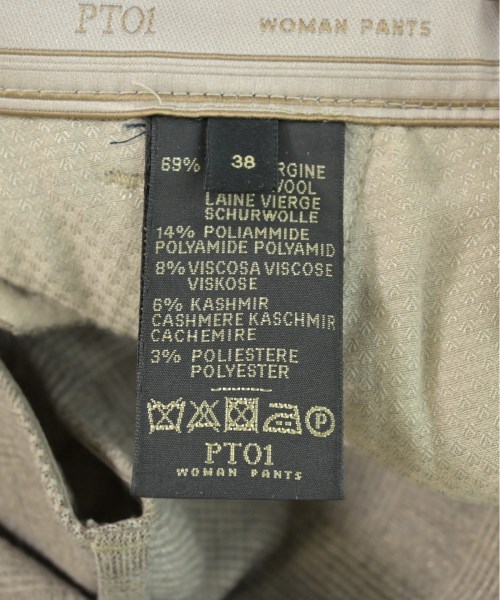 PT01 WOMAN PANTS
38
69% RGINE
OOL
LAINE VIERGE
SCHURWOLLE
14% POLIAMMIDE
POLYAMIDE POLYAMID
8% VISCOSA VISCOSE
VISKOSE
6% KASHMIR
CASHMERE KASCHMIR
CACHEMIRE
3% POLIESTERE
POLYESTER
P
PT01
WOMAN PANTS